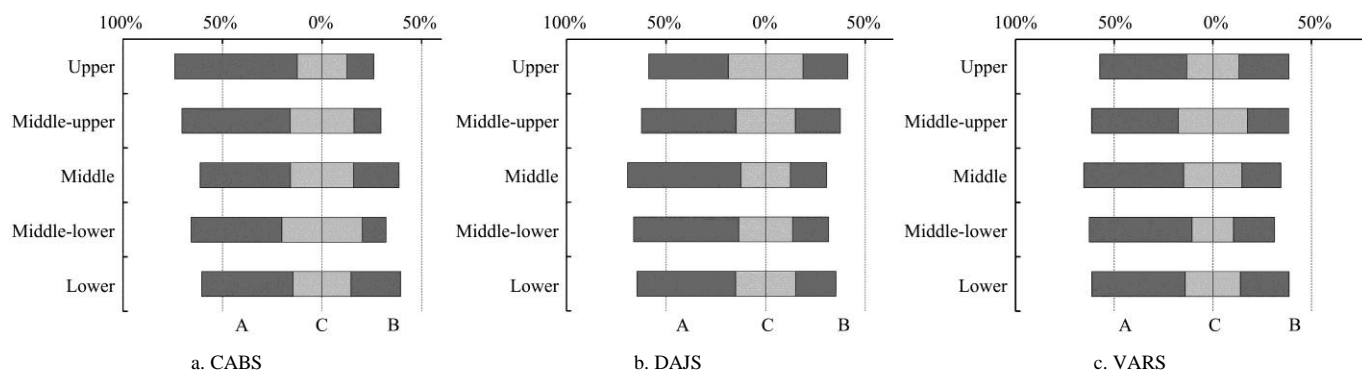 100% 50% 0% 50%
Upper
Middle-upper
Middle
Middle-lower
Lower
A C B
a. CABS
100% 50% 0% 50%
Upper
Middle-upper
Middle
Middle-lower
Lower
A C B
b. DAJS
100% 50% 0% 50%
Upper
Middle-upper
Middle
Middle-lower
Lower
A C B
c. VARS